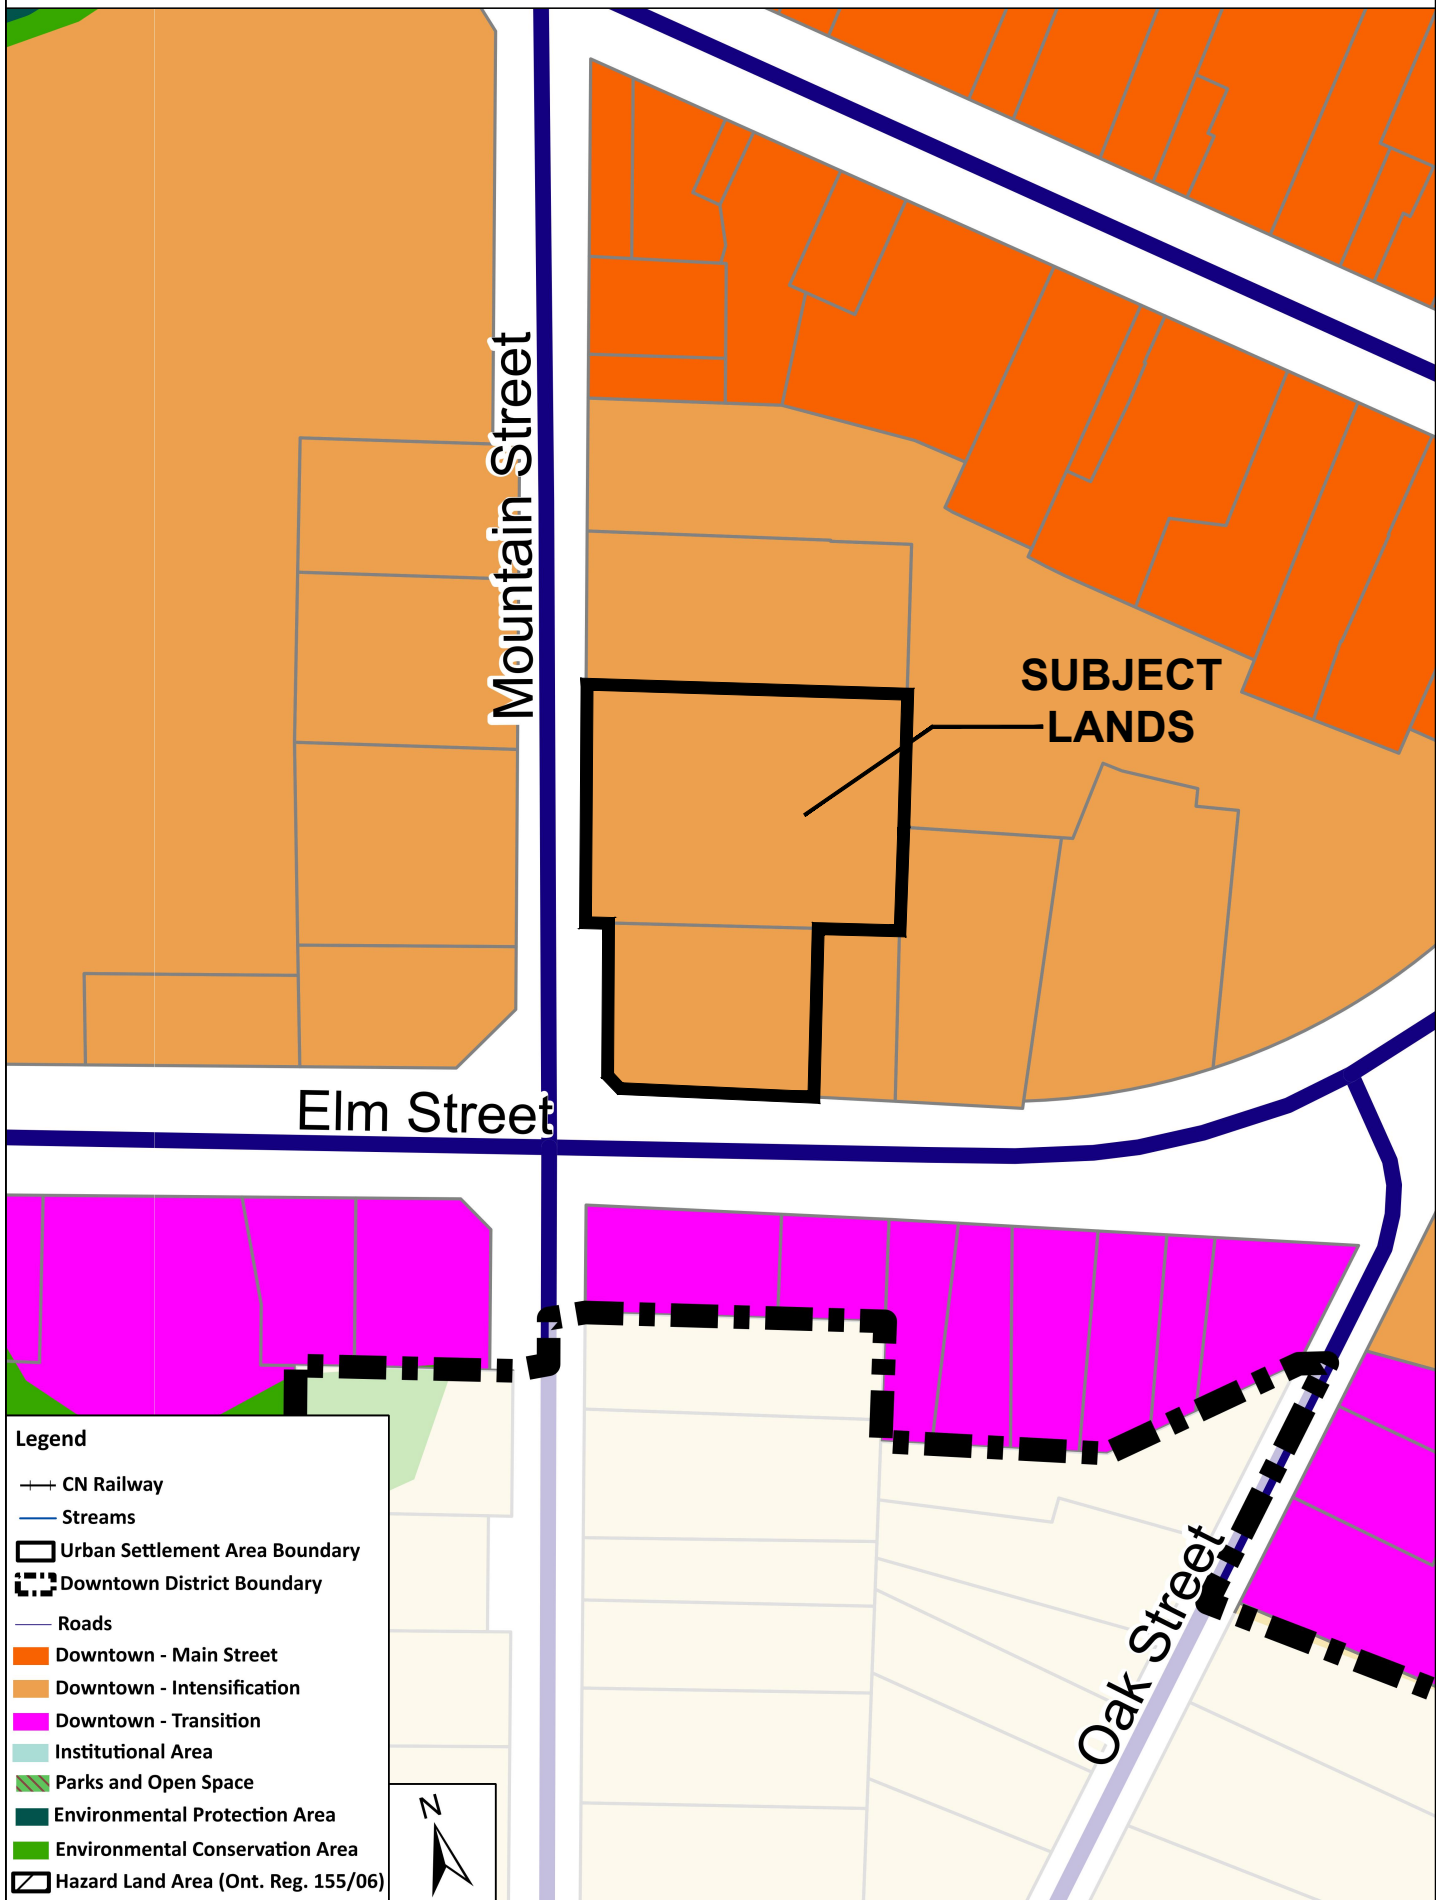 Mountain Street
SUBJECT
LANDS
Elm Street
Oak Street
Legend
CN Railway
Streams
Urban Settlement Area Boundary
Downtown District Boundary
Roads
Downtown - Main Street
Downtown - Intensification
Downtown - Transition
Institutional Area
Parks and Open Space
Environmental Protection Area
Environmental Conservation Area
Hazard Land Area (Ont. Reg. 155/06)
N